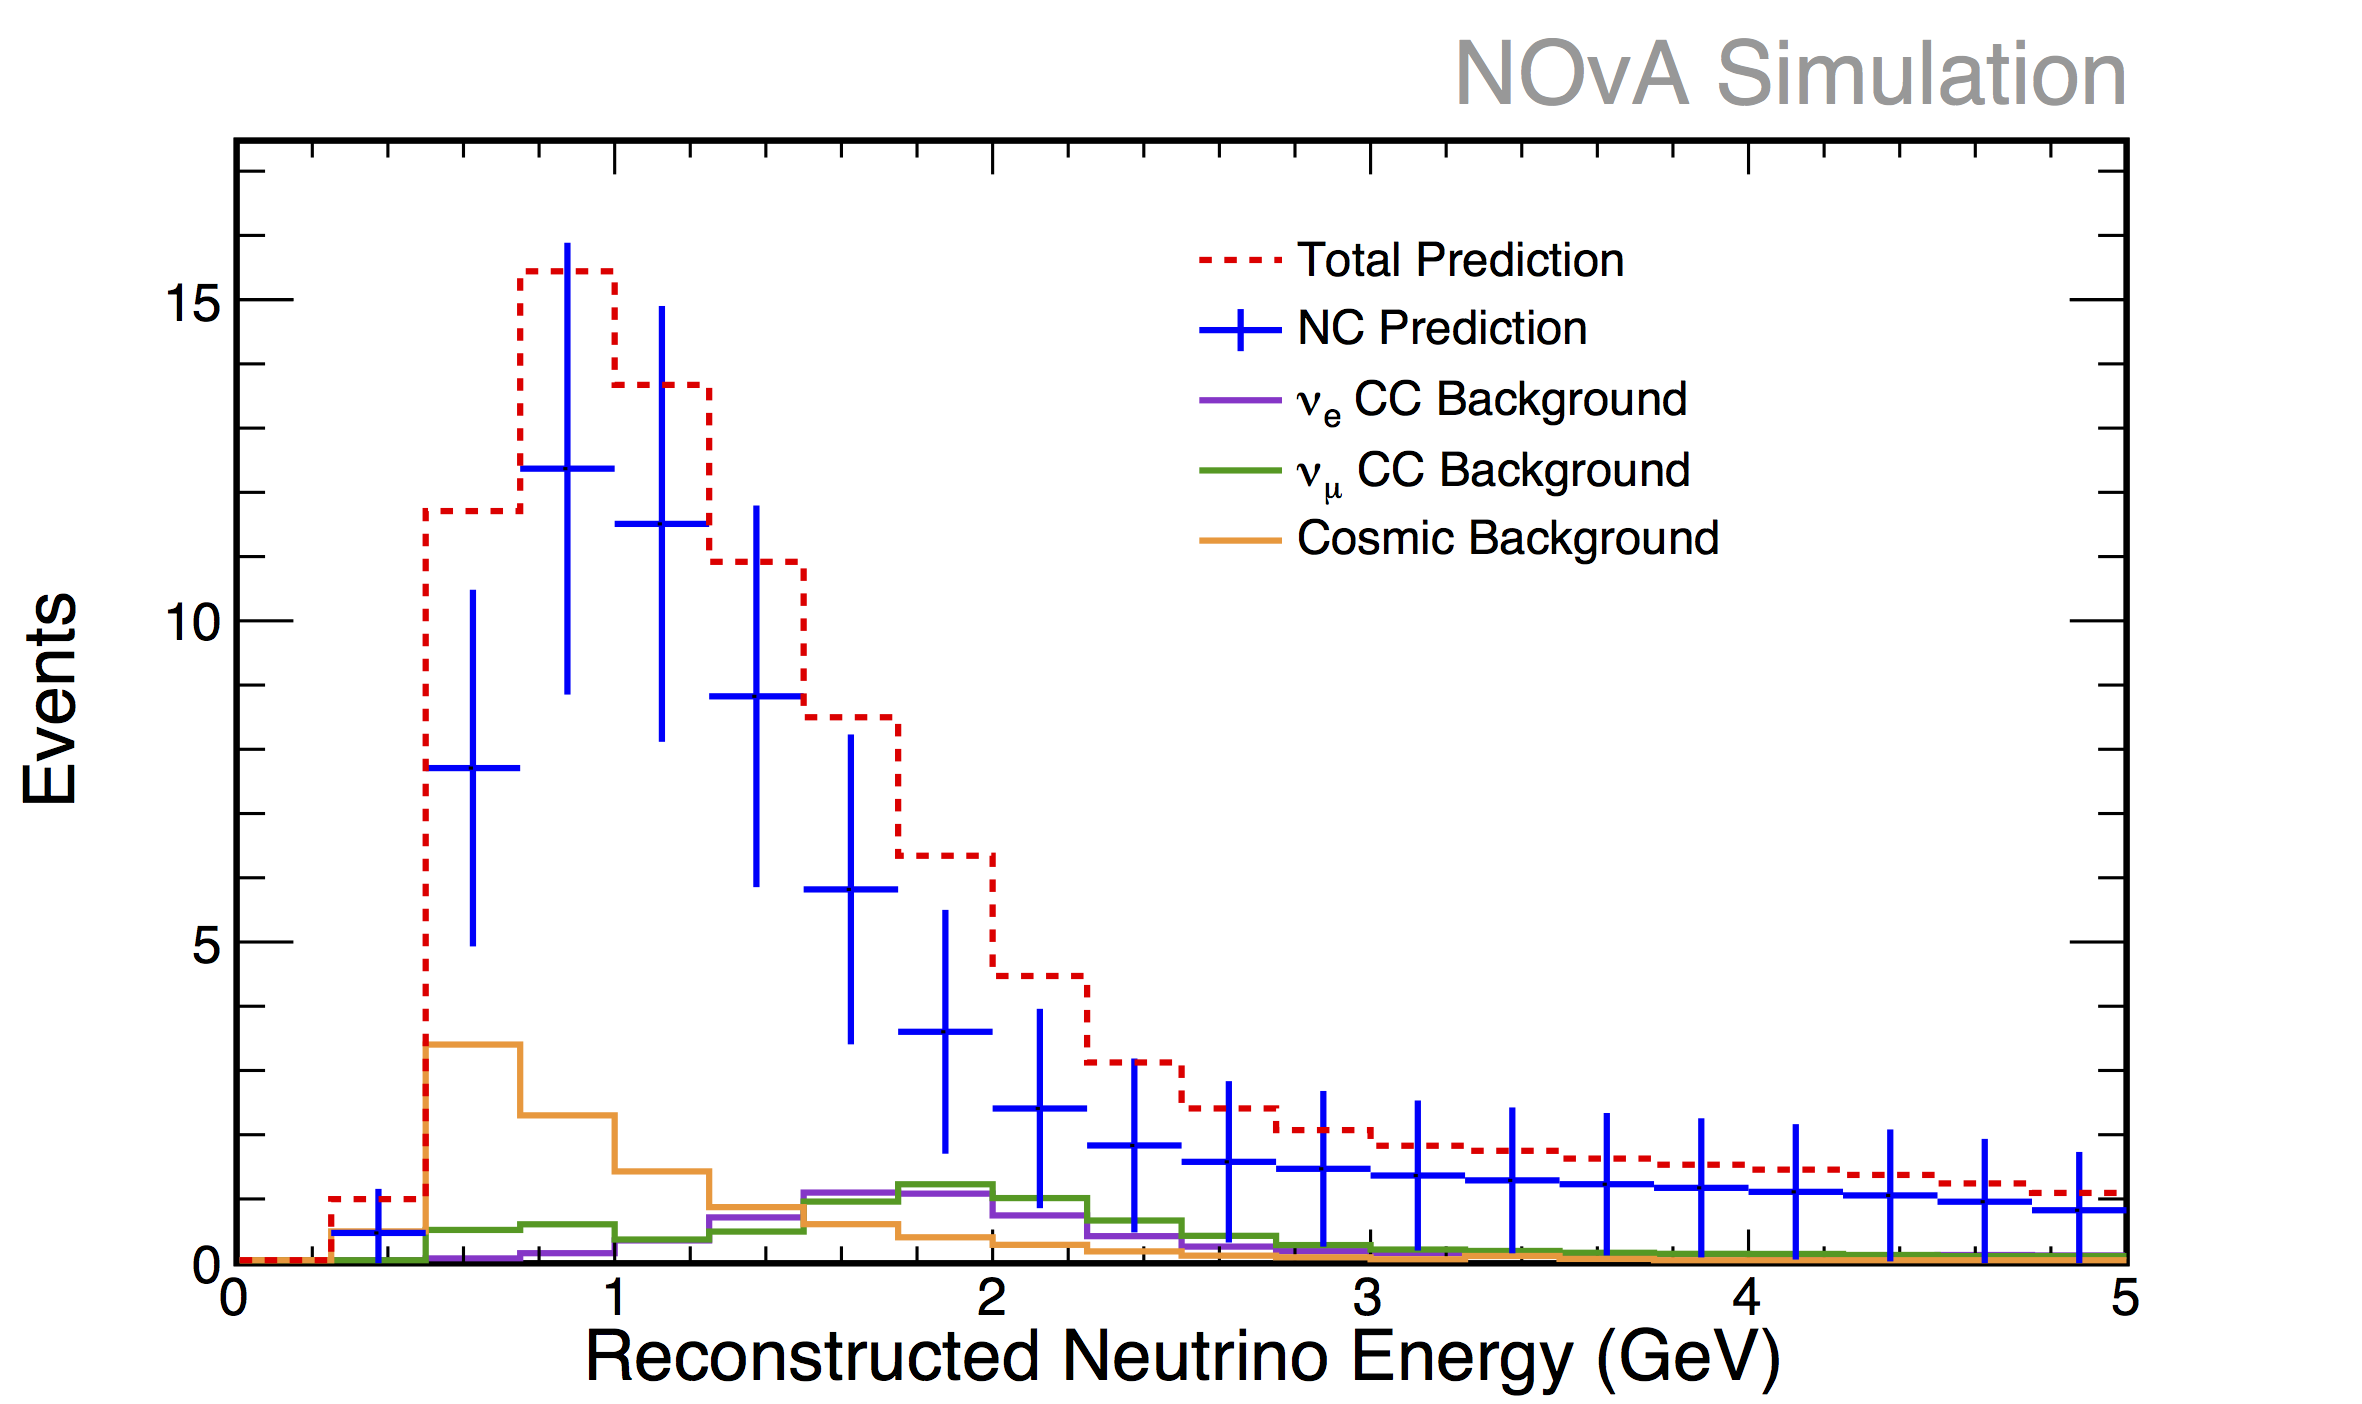 NOvA Simulation
Total Prediction
NC Prediction
νe CC Background
νμ CC Background
Cosmic Background
15
10
5
0
Events
0 1 2 3 4 5
Reconstructed Neutrino Energy (GeV)